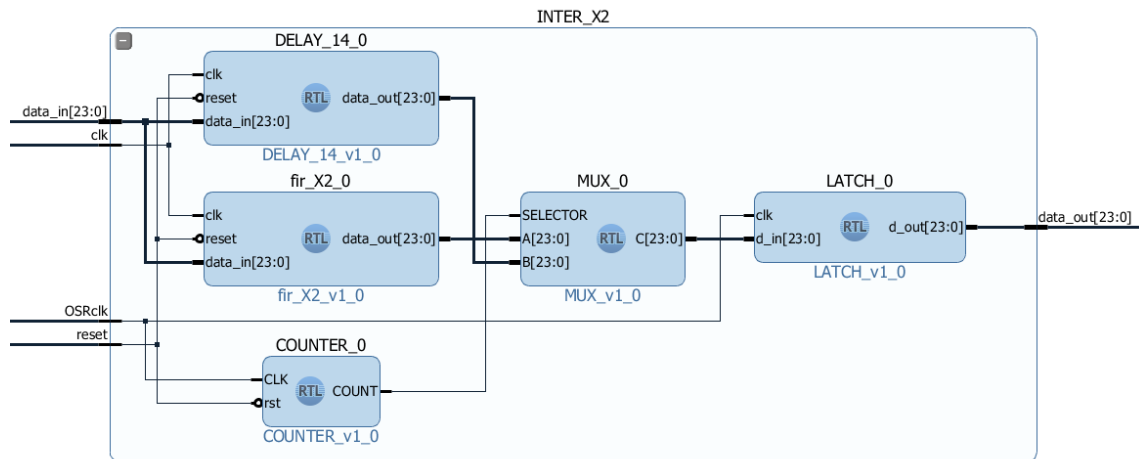 INTER_X2
DELAY_14_0
clk
reset
data_in[23:0]
RTL
data_out[23:0]
DELAY_14_v1_0
data_in[23:0]
clk
fir_X2_0
clk
reset
data_in[23:0]
RTL
data_out[23:0]
fir_X2_v1_0
MUX_0
SELECTOR
A[23:0]
B[23:0]
RTL
C[23:0]
MUX_v1_0
LATCH_0
clk
d_in[23:0]
RTL
d_out[23:0]
LATCH_v1_0
data_out[23:0]
OSRclk
reset
COUNTER_0
CLK
rst
RTL
COUNT
COUNTER_v1_0